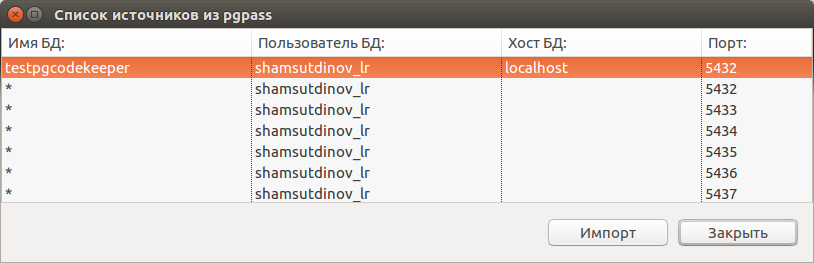 Список источников из pgpass
Имя БД: Пользователь БД: Хост БД: Порт:
testpgcodekeeper shamsutdinov_lr localhost 5432
* shamsutdinov_lr 5432
* shamsutdinov_lr 5433
* shamsutdinov_lr 5434
* shamsutdinov_lr 5435
* shamsutdinov_lr 5436
* shamsutdinov_lr 5437
Импорт Закрыть